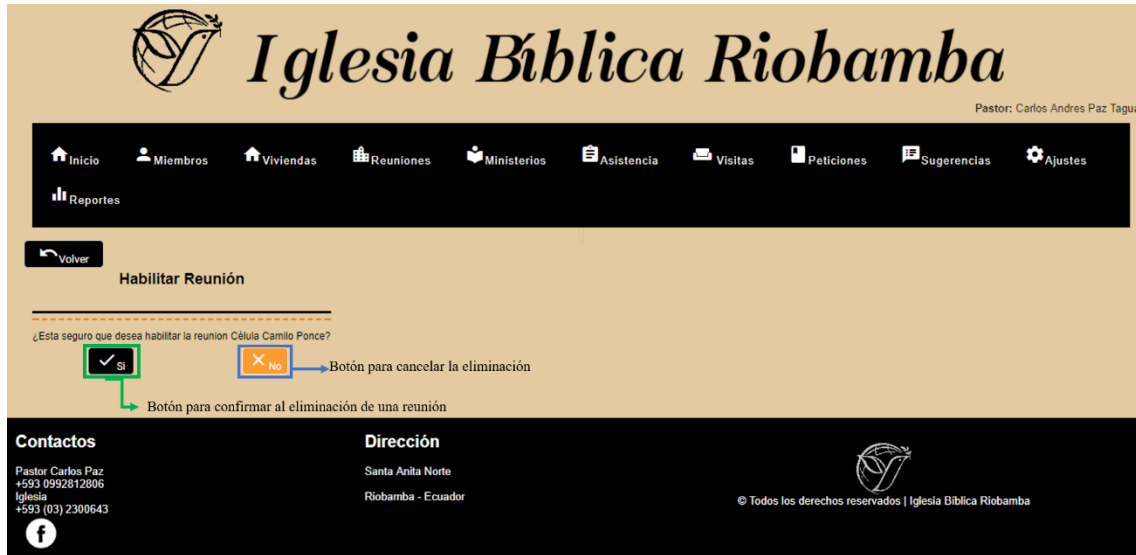 Iglesia Bíblica Riobamba
Pastor: Carlos Andres Paz Tagua
Inicio Miembros Viviendas Reuniones Ministerios Asistencia Visitas Peticiones Sugerencias Ajustes
Reportes
Volver
Habilitar Reunión
¿Esta seguro que desea habilitar la reunion Célula Camilo Ponce?
Si No Botón para cancelar la eliminación
Botón para confirmar al eliminación de una reunión
Contactos
Pastor Carlos Paz
+593 0992812806
Iglesia
+593 (03) 2300643
Dirección
Santa Anita Norte
Riobamba - Ecuador
© Todos los derechos reservados | Iglesia Bíblica Riobamba